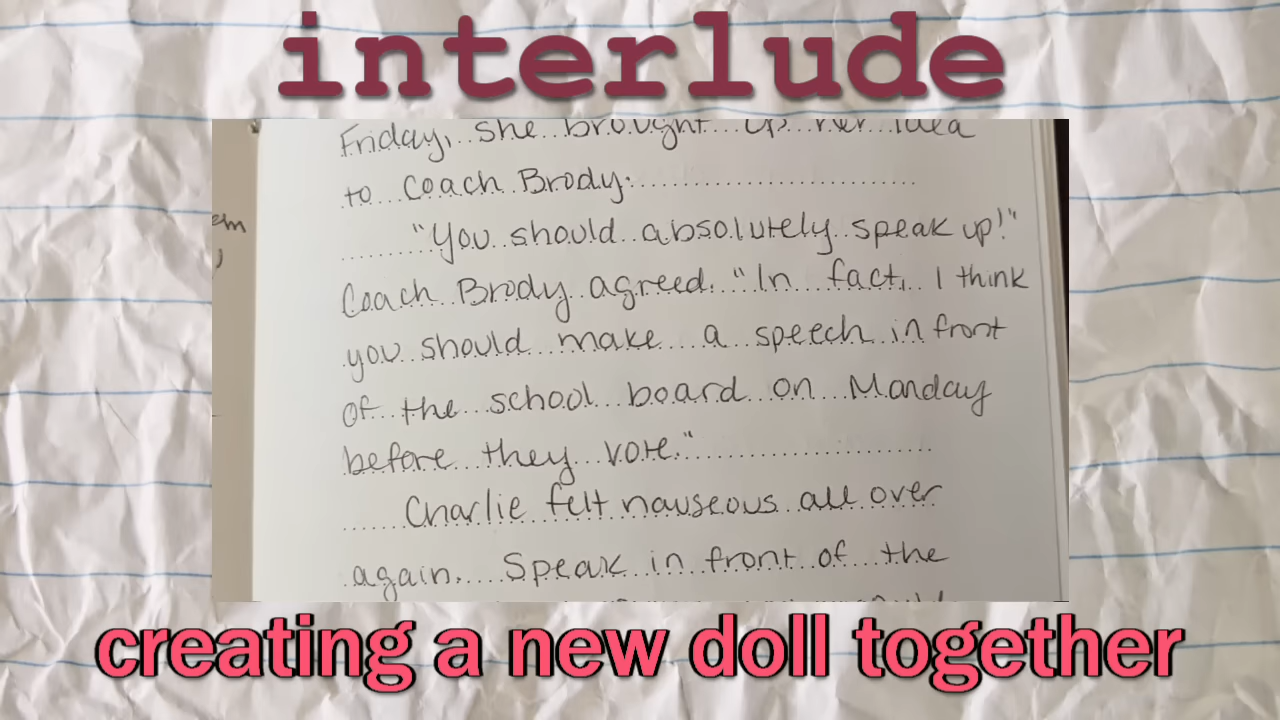 interlude
Friday, she brought up her idea
to Coach Brody.
em
"You should absolutely speak up!"
Coach Brody agreed. "In fact, I think
you should make a speech in front
of the school board on Monday
before they vote."
Charlie felt nauseous all over
again. Speak in front of the
creating a new doll together